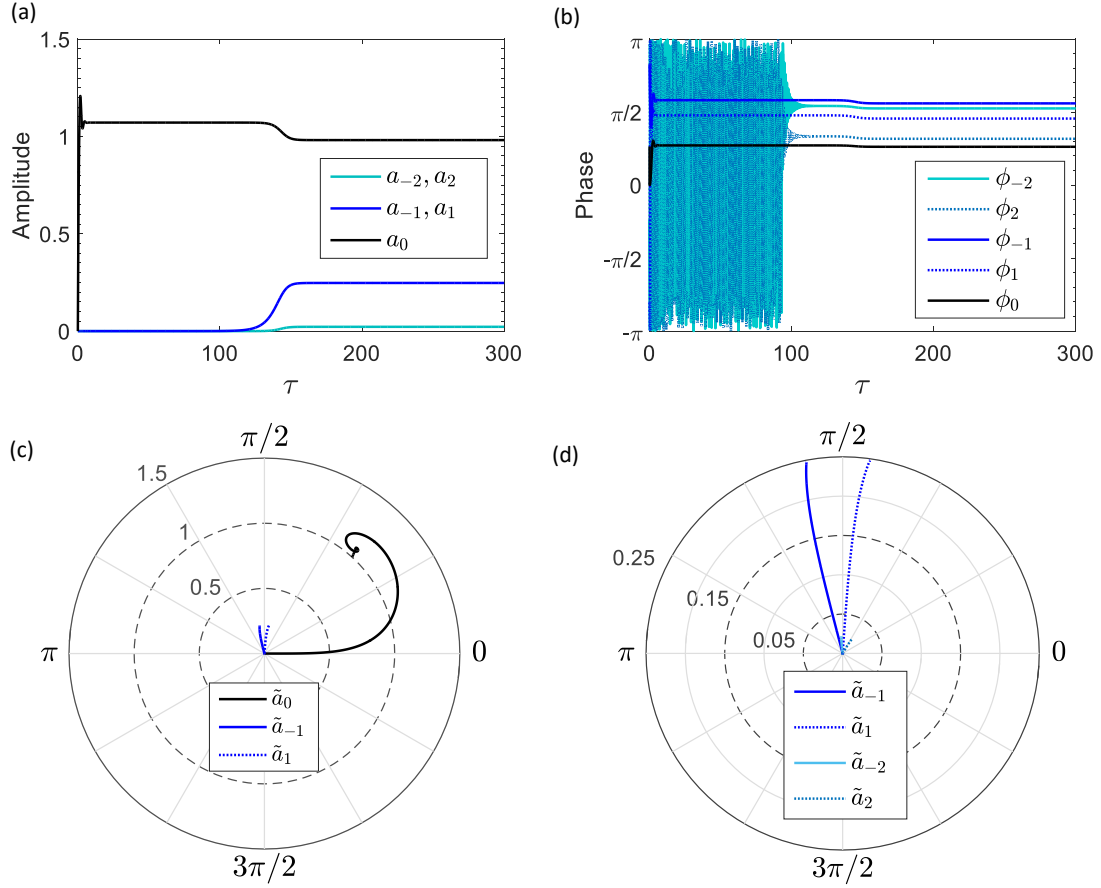 (a)
1.5
1
0.5
0
Amplitude
0 100 200 300
τ
a₋₂, a₂
a₋₁, a₁
a₀
(b)
π
π/2
0
-π/2
-π
Phase
0 100 200 300
τ
ϕ₋₂
ϕ₂
ϕ₋₁
ϕ₁
ϕ₀
(c)
π/2
1.5
1
0.5
π
0
3π/2
ã₀
ã₋₁
ã₁
(d)
π/2
0.25
0.15
0.05
π
0
3π/2
ã₋₁
ã₁
ã₋₂
ã₂